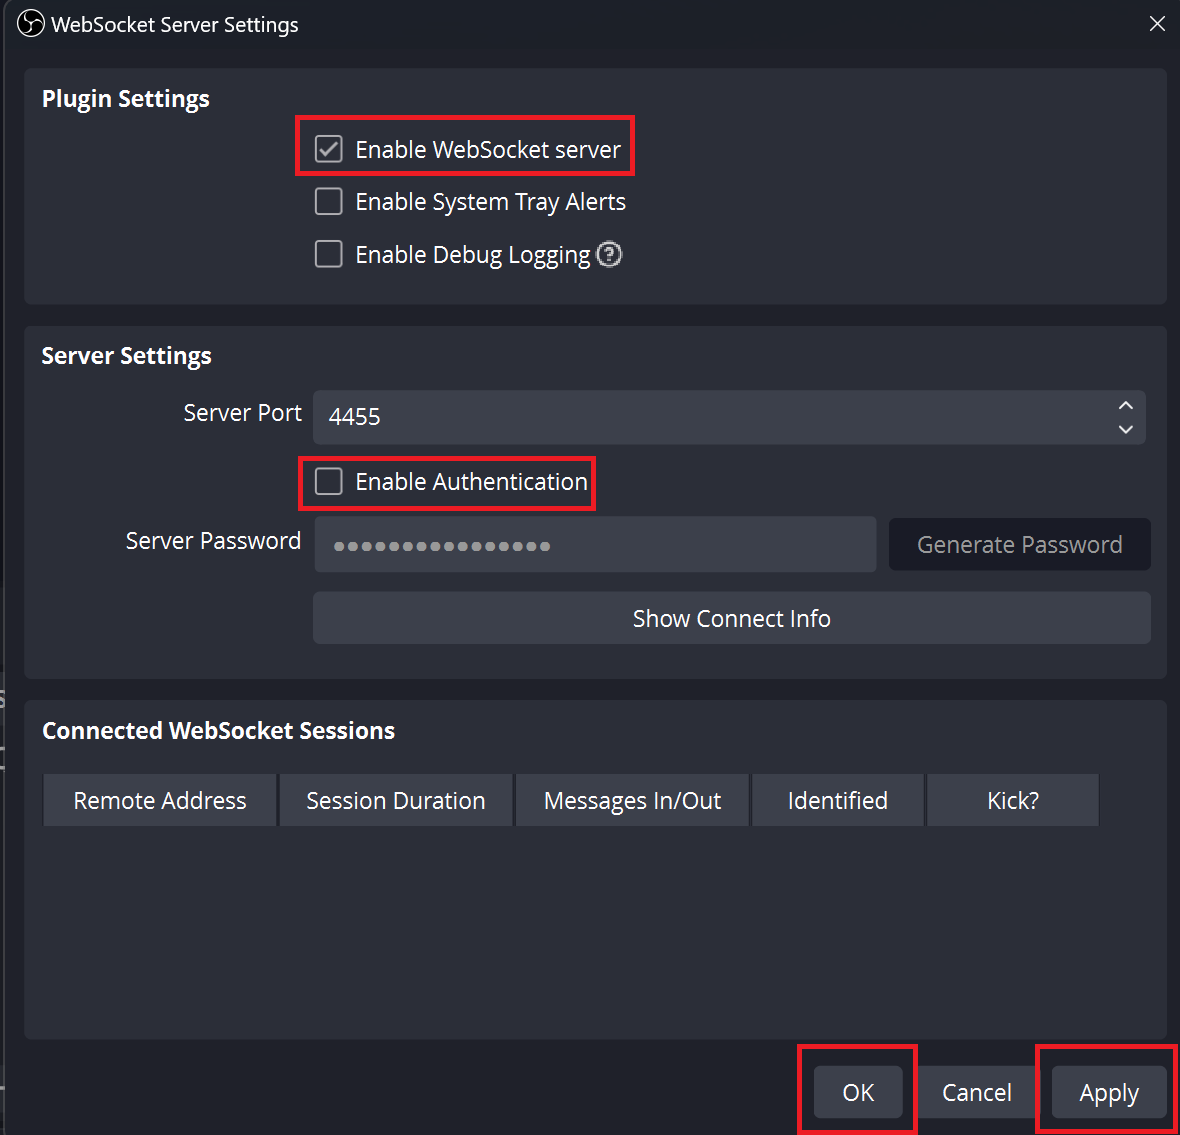 WebSocket Server Settings
Plugin Settings
Enable WebSocket server
Enable System Tray Alerts
Enable Debug Logging ?
Server Settings
Server Port 4455
Enable Authentication
Server Password ●●●●●●●●●●●●●●●● Generate Password
Show Connect Info
Connected WebSocket Sessions
Remote Address Session Duration Messages In/Out Identified Kick?
OK Cancel Apply